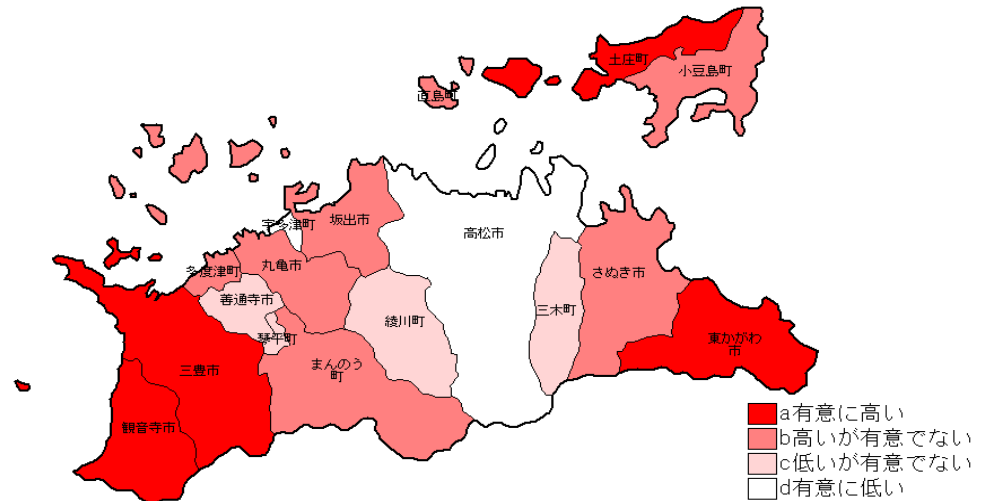 土庄町
小豆島町
直島町
宇多津町
坂出市
高松市
多度津町
丸亀市
さぬき市
善通寺市
綾川町
三木町
琴平町
まんのう
町
東かがわ
市
三豊市
観音寺市
a有意に高い
b高いが有意でない
c低いが有意でない
d有意に低い